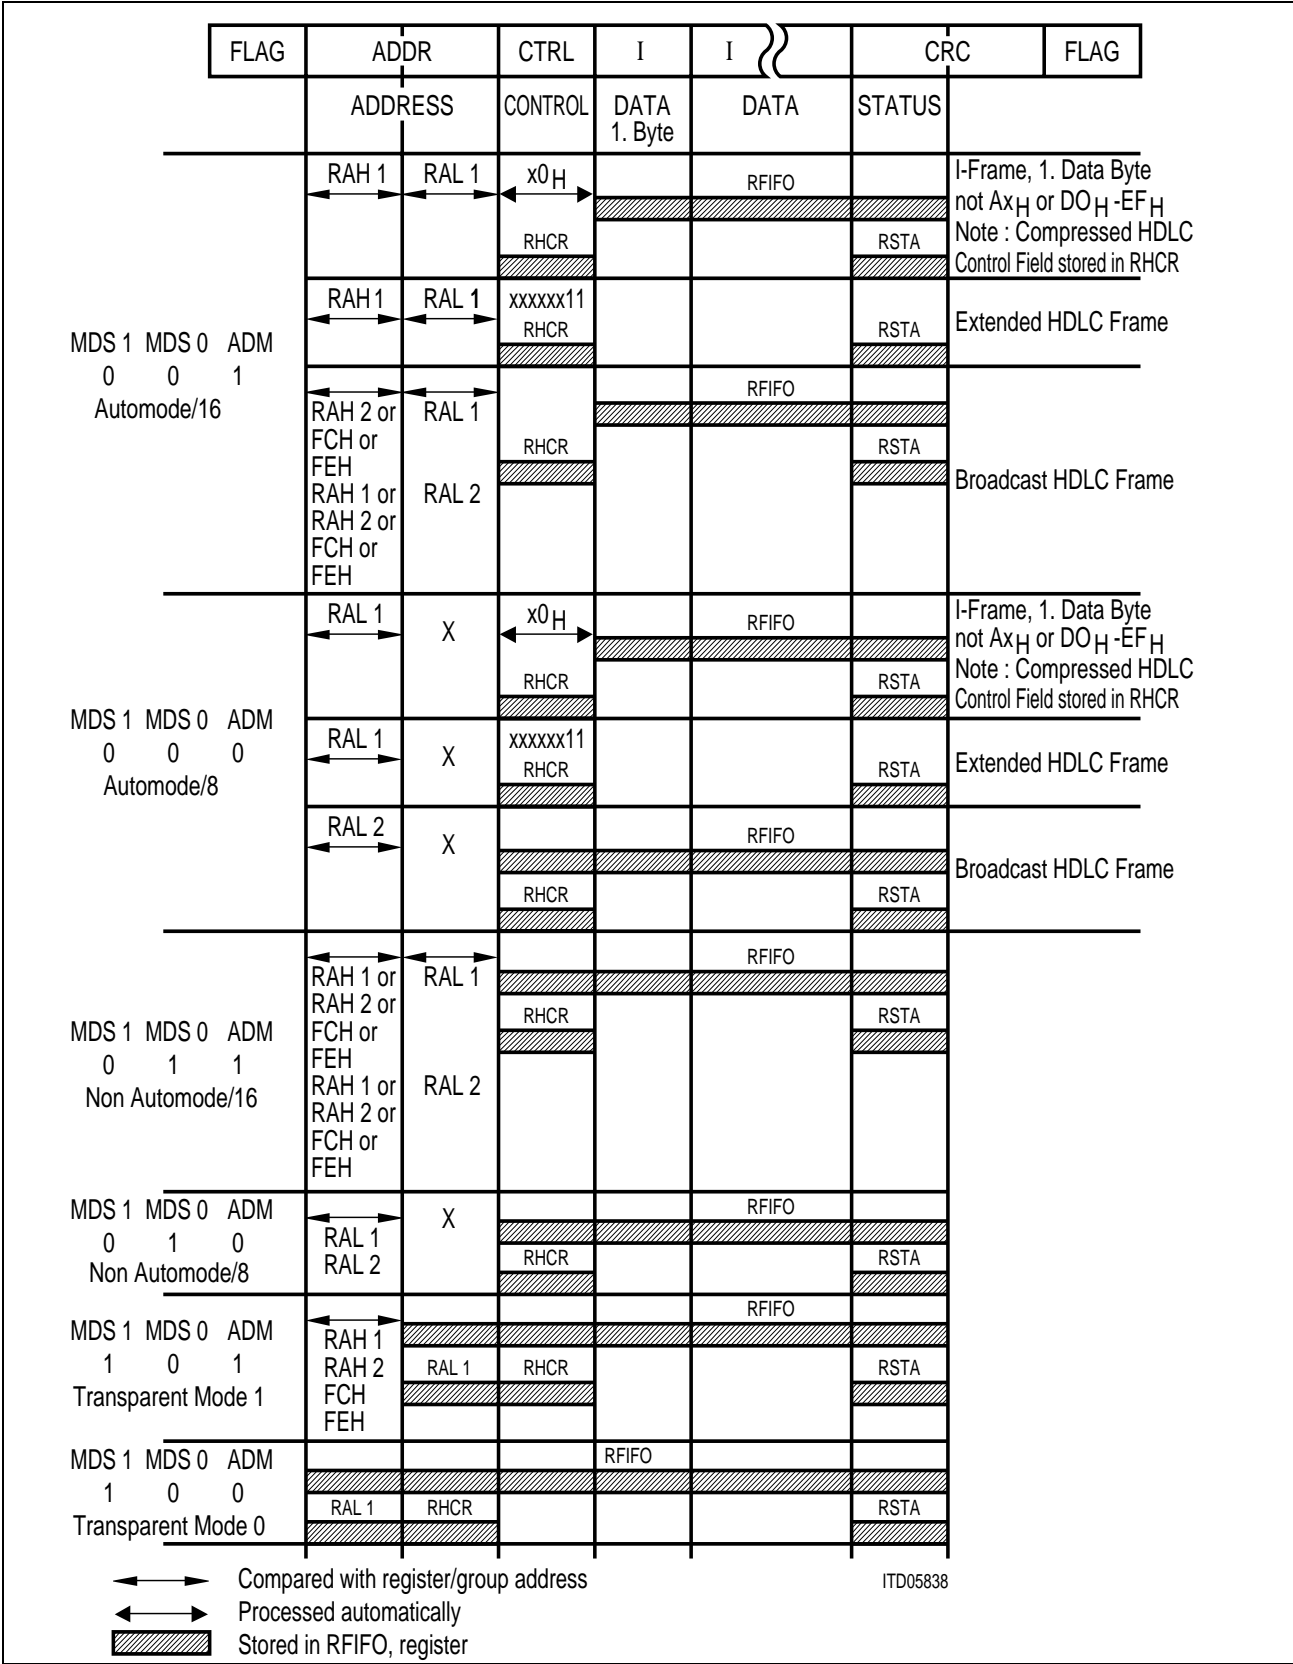 FLAG ADDR CTRL I I CRC FLAG
ADDRESS CONTROL DATA DATA STATUS
1. Byte
RAH 1 RAL 1 x0H RFIFO I-Frame, 1. Data Byte
not AxH or DOH -EFH
RHCR RSTA Note : Compressed HDLC
Control Field stored in RHCR
MDS 1 MDS 0 ADM
0 0 1
Automode/16
RAH 1 RAL 1 xxxxxx11
RHCR RSTA Extended HDLC Frame
RFIFO
RAH 2 or RAL 1
FCH or RHCR RSTA
FEH
RAH 1 or RAL 2 Broadcast HDLC Frame
RAH 2 or
FCH or
FEH
RAL 1 X x0H RFIFO I-Frame, 1. Data Byte
not AxH or DOH -EFH
RHCR RSTA Note : Compressed HDLC
Control Field stored in RHCR
MDS 1 MDS 0 ADM
0 0 0
Automode/8
RAL 1 X xxxxxx11
RHCR RSTA Extended HDLC Frame
RAL 2 X RFIFO
Broadcast HDLC Frame
RHCR RSTA
RFIFO
RAH 1 or RAL 1
RAH 2 or
FCH or RHCR RSTA
FEH
MDS 1 MDS 0 ADM
0 1 1
Non Automode/16
RAH 1 or RAL 2
RAH 2 or
FCH or
FEH
MDS 1 MDS 0 ADM X RFIFO
0 1 0 RAL 1
Non Automode/8 RAL 2 RHCR RSTA
RFIFO
MDS 1 MDS 0 ADM RAH 1
1 0 1 RAH 2 RAL 1 RHCR RSTA
Transparent Mode 1 FCH
FEH
MDS 1 MDS 0 ADM RFIFO
1 0 0 RAL 1 RHCR RSTA
Transparent Mode 0
Compared with register/group address ITD05838
Processed automatically
Stored in RFIFO, register